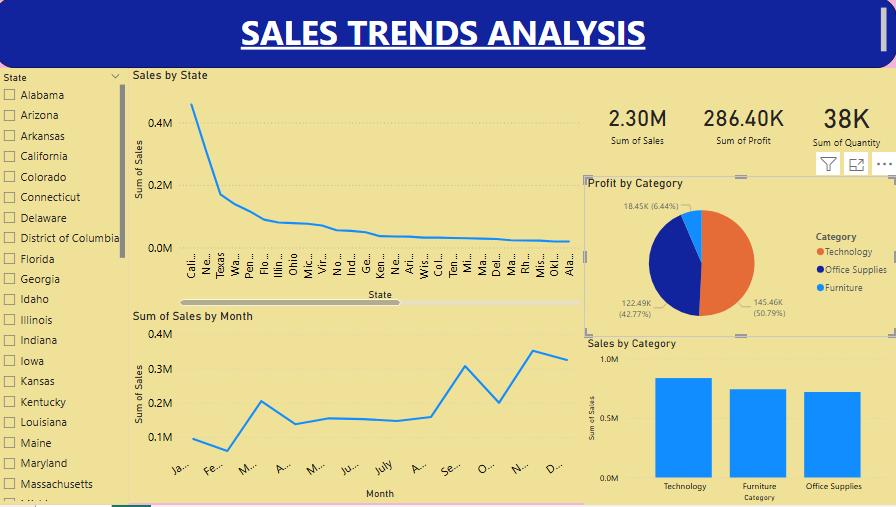 SALES TRENDS ANALYSIS
State
Alabama
Arizona
Arkansas
California
Colorado
Connecticut
Delaware
District of Columbia
Florida
Georgia
Idaho
Illinois
Indiana
Iowa
Kansas
Kentucky
Louisiana
Maine
Maryland
Massachusetts
Sales by State
Sum of Sales
0.4M
0.2M
0.0M
Cali...
Ne...
Texas
Wa...
Pen...
Flo...
Illin...
Ohio
Mic...
Vir...
No...
Ind...
Ge...
Ken...
Ne...
Ari...
Wis...
Col...
Ten...
Mi...
Ma...
Del...
Ma...
Rh...
Mis...
Okl...
Ala...
State
Sum of Sales by Month
Sum of Sales
0.4M
0.3M
0.2M
0.1M
Ja...
Fe...
M...
A...
M...
Ju...
July
A...
Se...
O...
N...
D...
Month
2.30M
Sum of Sales
286.40K
Sum of Profit
38K
Sum of Quantity
Profit by Category
18.45K (6.44%)
122.49K
(42.77%)
145.46K
(50.79%)
Category
Technology
Office Supplies
Furniture
Sales by Category
Sum of Sales
1.0M
0.5M
0.0M
Technology
Furniture
Office Supplies
Category